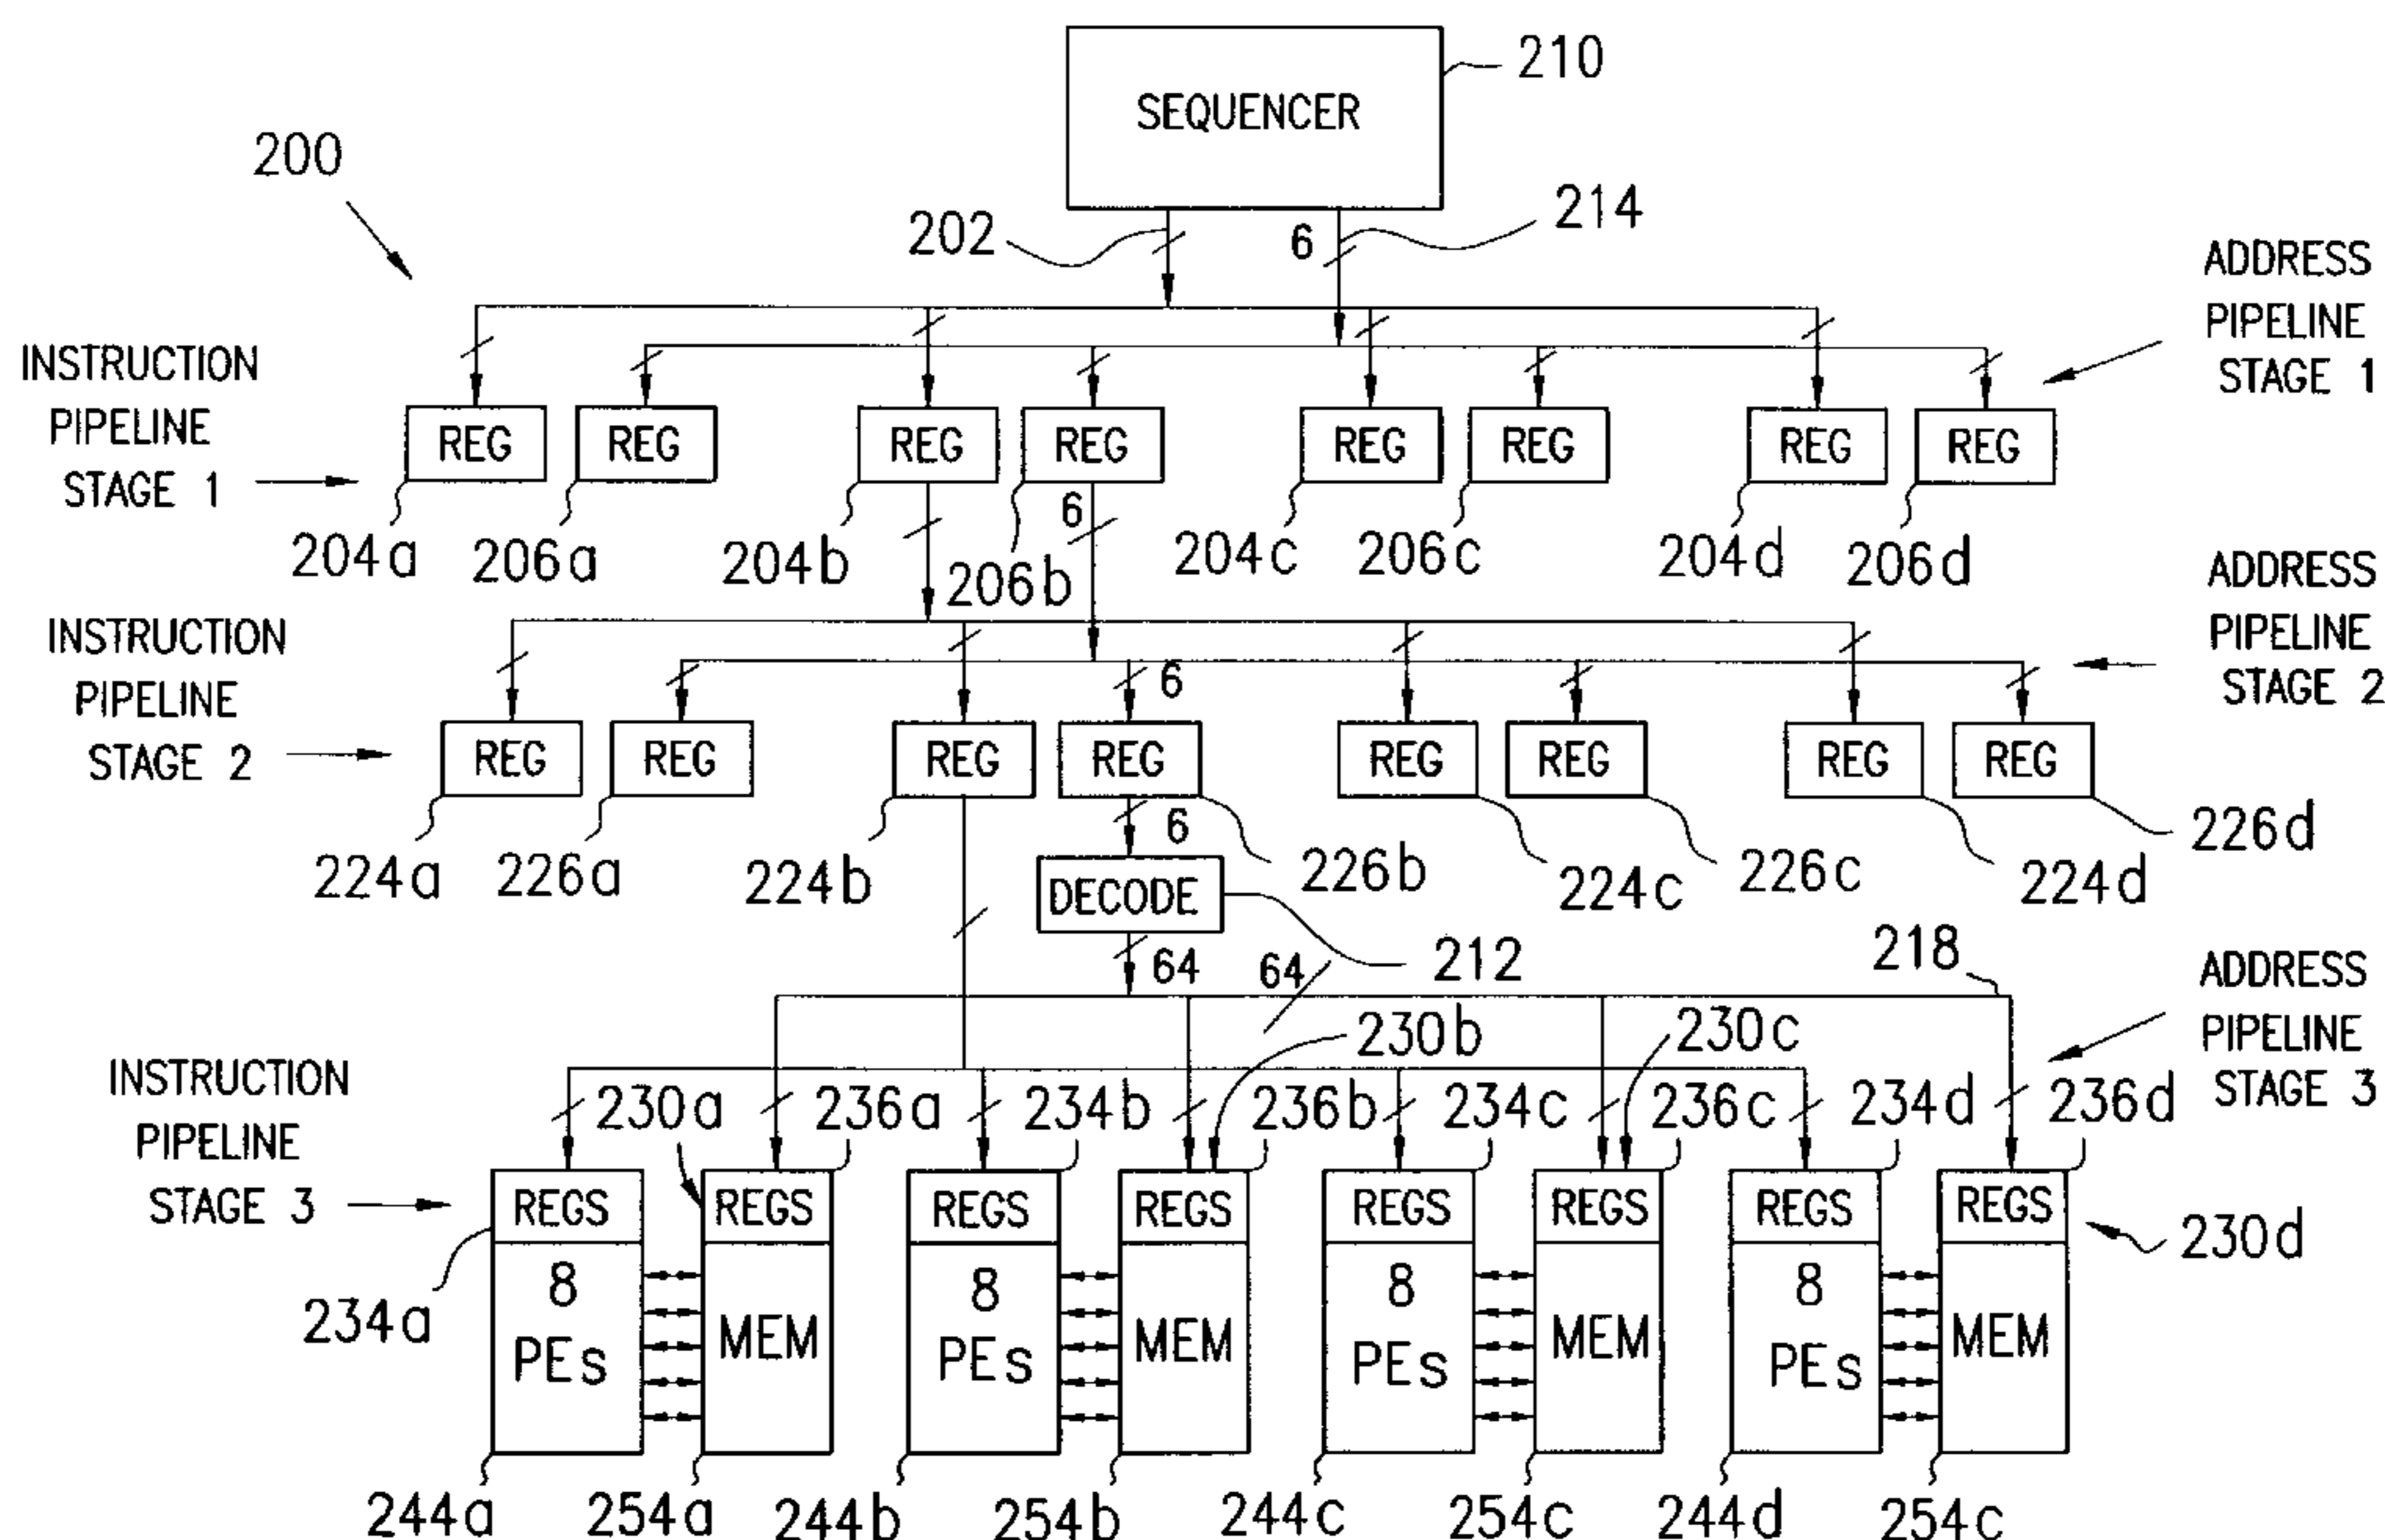 210
SEQUENCER
200
202
6
214
ADDRESS
PIPELINE
STAGE 1
INSTRUCTION
PIPELINE
STAGE 1
REG REG REG REG REG REG REG REG
204a 206a 204b 206b 6 204c 206c 204d 206d
ADDRESS
PIPELINE
STAGE 2
INSTRUCTION
PIPELINE
STAGE 2
6
REG REG REG REG REG REG REG REG
224a 226a 224b 6 226b 224c 226c 224d 226d
DECODE
212
64 64
218
ADDRESS
PIPELINE
STAGE 3
230b 230c
INSTRUCTION
PIPELINE
STAGE 3
230a 236a 234b 236b 234c 236c 234d 236d
REGS REGS REGS REGS REGS REGS REGS REGS
230d
234a
8 8 8 8
PEs MEM PEs MEM PEs MEM PEs MEM
244a 254a 244b 254b 244c 254c 244d 254c